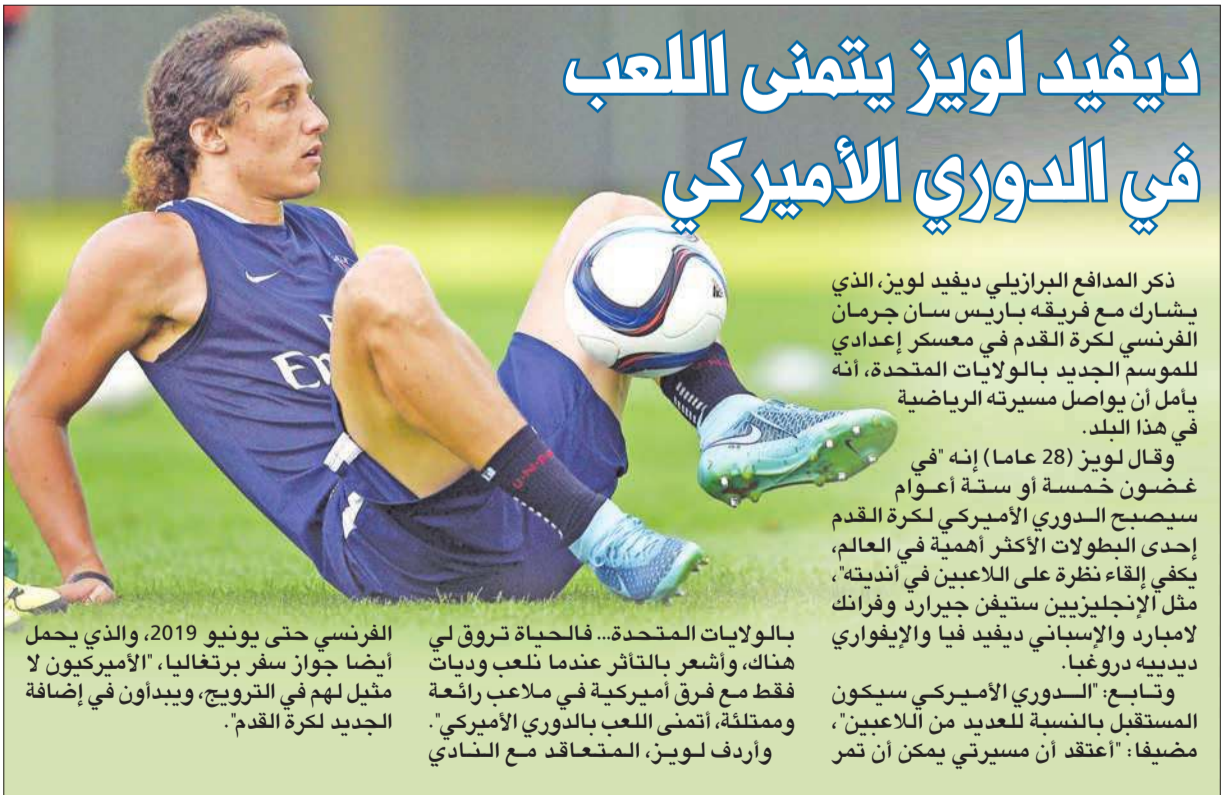 ديفيد لويز يتمنى اللعب
في الدوري الأميركي
ذكر المدافع البرازيلي ديفيد لويز، الذي
يشارك مع فريقه باريس سان جرمان
الفرنسي لكرة القدم في معسكر إعدادي
للموسم الجديد بالولايات المتحدة، أنه
يأمل أن يواصل مسيرته الرياضية
في هذا البلد.
وقال لويز (28 عاما) إنه "في
غضون خمسة أو ستة أعوام
سيصبح الدوري الأميركي لكرة القدم
إحدى البطولات الأكثر أهمية في العالم،
يكفي إلقاء نظرة على اللاعبين في أنديته"،
مثل الإنجليزيين ستيفن جيرارد وفرانك
لامبارد والإسباني ديفيد فيا والإيفواري
ديدييه دروغبا.
وتابع: "الدوري الأميركي سيكون
المستقبل بالنسبة للعديد من اللاعبين"،
مضيفا: "أعتقد أن مسيرتي يمكن أن تمر
بالولايات المتحدة... فالحياة تروق لي
هناك، وأشعر بالتأثر عندما نلعب وديات
فقط مع فرق أميركية في ملاعب رائعة
وممتلئة، أتمنى اللعب بالدوري الأميركي".
وأردف لويز، المتعاقد مع النادي
الفرنسي حتى يونيو 2019، والذي يحمل
أيضا جواز سفر برتغاليا، "الأميركيون لا
مثيل لهم في الترويج، ويبدأون في إضافة
الجديد لكرة القدم".